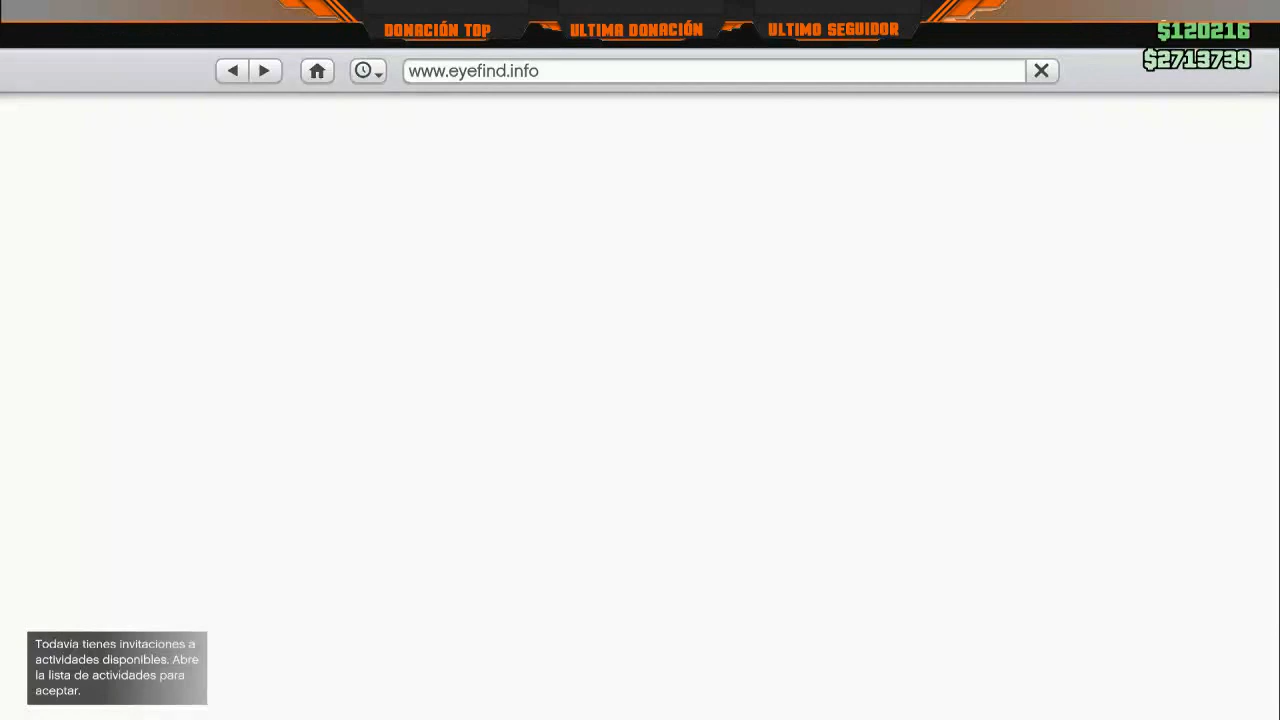 DONACIÓN TOP
ULTIMA DONACIÓN
ULTIMO SEGUIDOR
$120216
$2713739
www.eyefind.info
Todavía tienes invitaciones a
actividades disponibles. Abre
la lista de actividades para
aceptar.